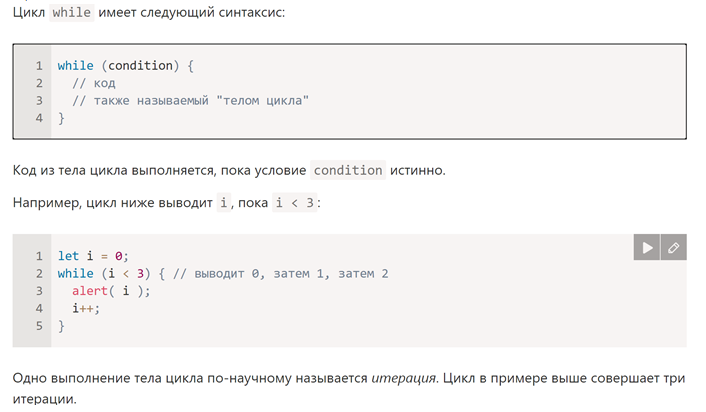 Цикл while имеет следующий синтаксис:
1 while (condition) {
2   // код
3   // также называемый "телом цикла"
4 }
Код из тела цикла выполняется, пока условие condition истинно.
Например, цикл ниже выводит i, пока i < 3:
1 let i = 0;
2 while (i < 3) { // выводит 0, затем 1, затем 2
3   alert( i );
4   i++;
5 }
Одно выполнение тела цикла по-научному называется итерация. Цикл в примере выше совершает три
итерации.